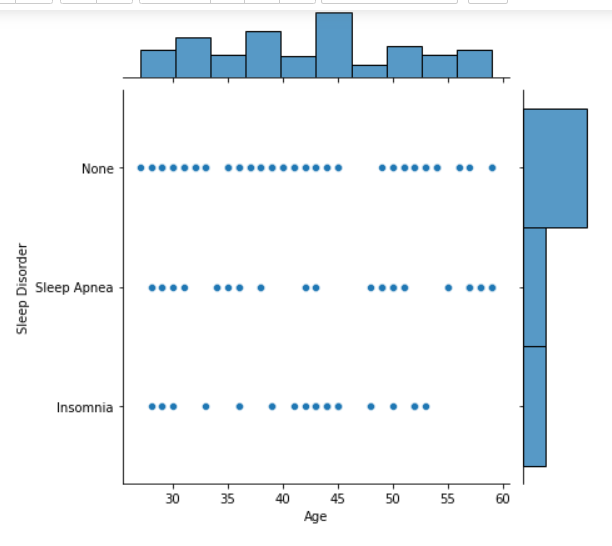 None
Sleep Apnea
Insomnia
Sleep Disorder
30 35 40 45 50 55 60
Age